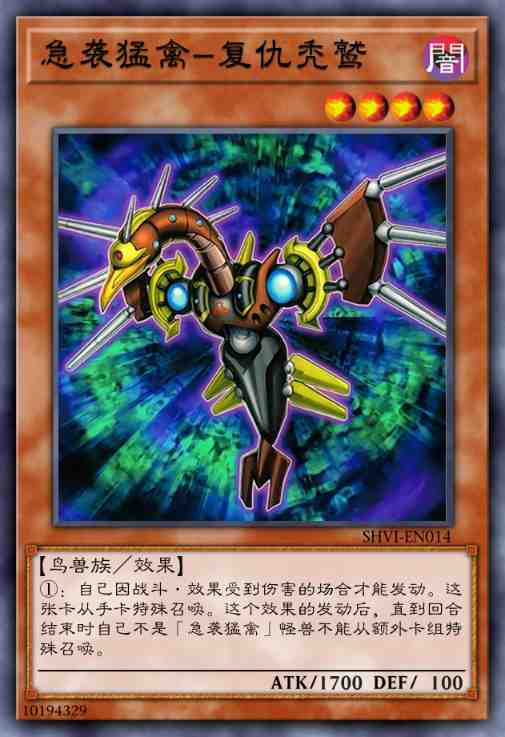 急袭猛禽-复仇秃鹫
闇
SHVI-EN014
【鸟兽族／效果】
①：自己因战斗・效果受到伤害的场合才能发动。这
张卡从手卡特殊召唤。这个效果的发动后，直到回合
结束时自己不是「急袭猛禽」怪兽不能从额外卡组特
殊召唤。
ATK/1700 DEF/ 100
10194329